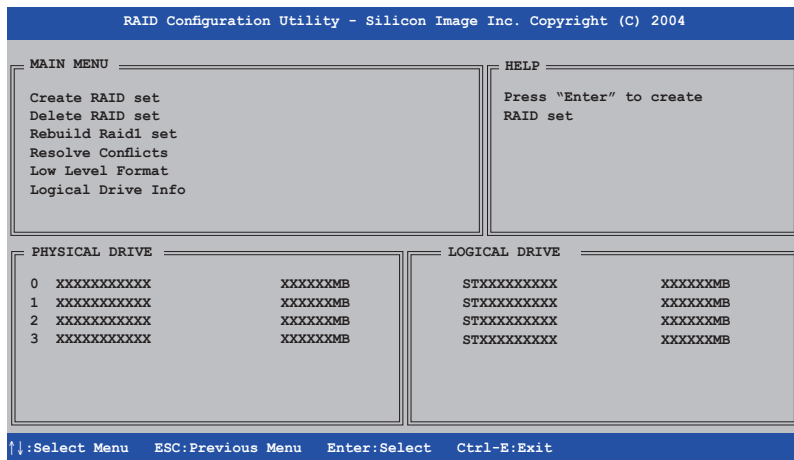 RAID Configuration Utility - Silicon Image Inc. Copyright (C) 2004
MAIN MENU
Create RAID set
Delete RAID set
Rebuild Raid1 set
Resolve Conflicts
Low Level Format
Logical Drive Info
HELP
Press “Enter” to create
RAID set
PHYSICAL DRIVE
0 XXXXXXXXXXX XXXXXXMB
1 XXXXXXXXXXX XXXXXXMB
2 XXXXXXXXXXX XXXXXXMB
3 XXXXXXXXXXX XXXXXXMB
LOGICAL DRIVE
STXXXXXXXXX XXXXXXMB
STXXXXXXXXX XXXXXXMB
STXXXXXXXXX XXXXXXMB
STXXXXXXXXX XXXXXXMB
↑↓:Select Menu ESC:Previous Menu Enter:Select Ctrl-E:Exit